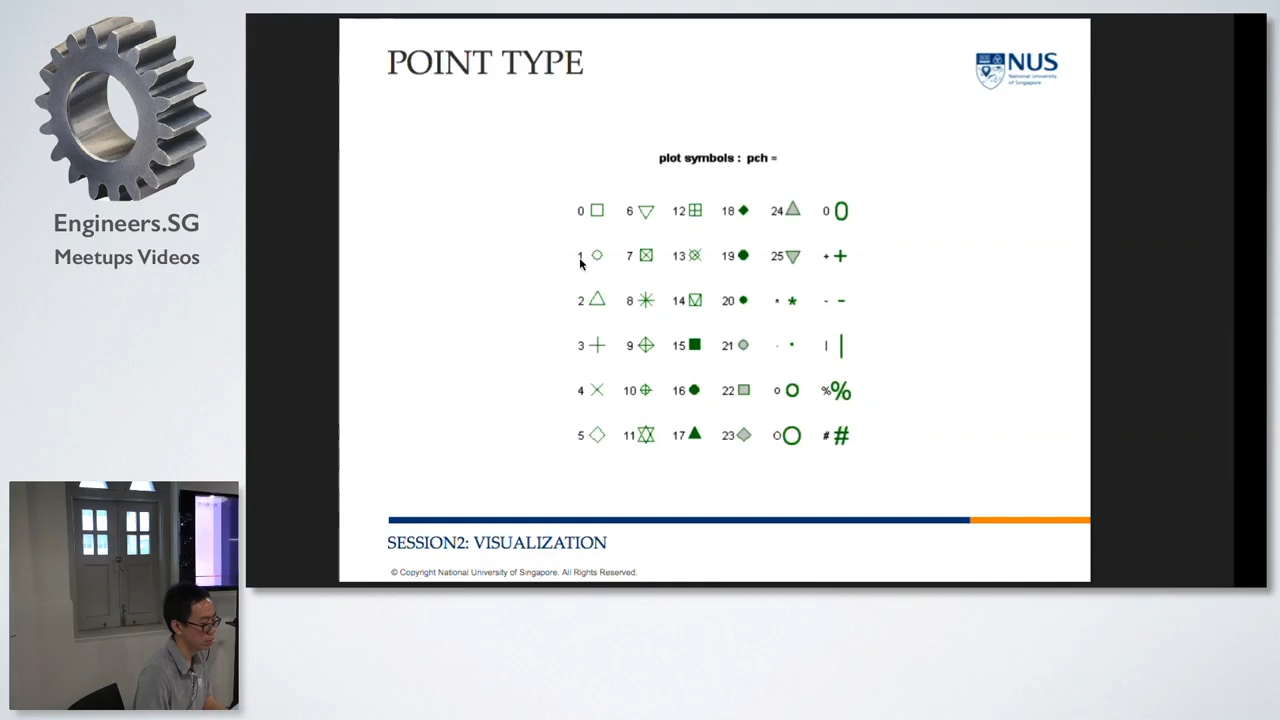 POINT TYPE
NUS
National University
of Singapore
Engineers.SG
Meetups Videos
plot symbols : pch =
0 6 12 18 24 0 0
1 7 13 19 25 + +
2 8 14 20 * * - -
3 9 15 21 · · | |
4 10 16 22 o o % %
5 11 17 23 O O # #
SESSION2: VISUALIZATION
© Copyright National University of Singapore. All Rights Reserved.